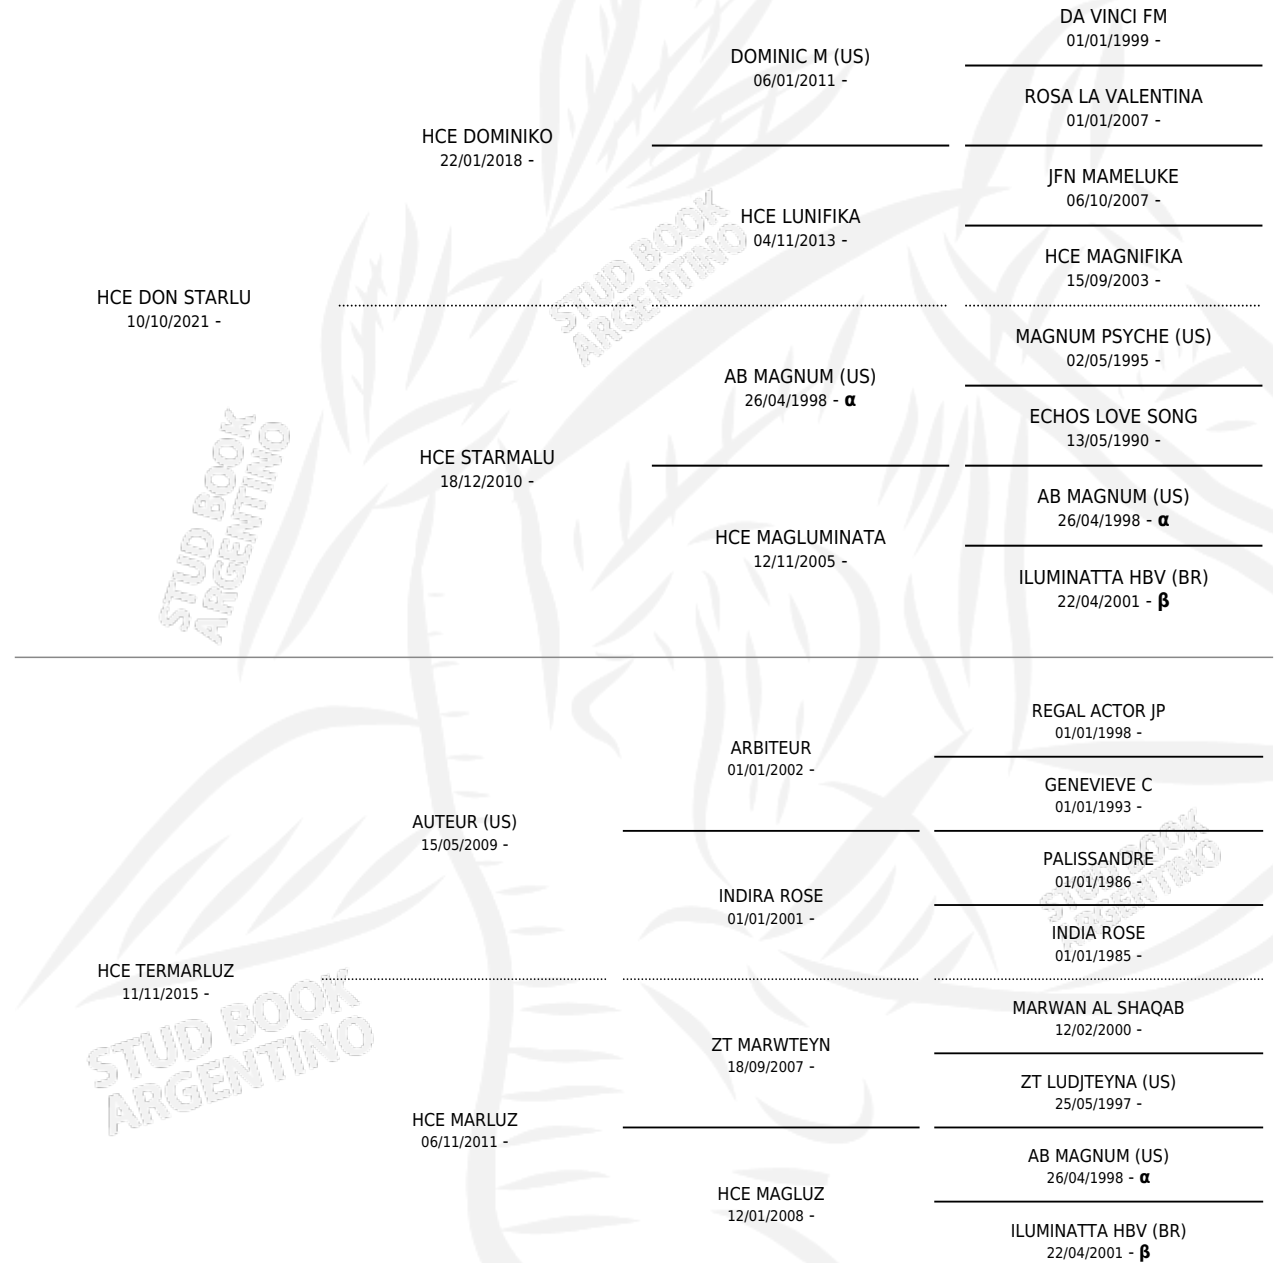 DA VINCI FM
01/01/1999 -
DOMINIC M (US)
06/01/2011 -
ROSA LA VALENTINA
01/01/2007 -
HCE DOMINIKO
22/01/2018 -
JFN MAMELUKE
06/10/2007 -
HCE LUNIFIKA
04/11/2013 -
HCE MAGNIFIKA
15/09/2003 -
HCE DON STARLU
10/10/2021 -
MAGNUM PSYCHE (US)
02/05/1995 -
AB MAGNUM (US)
26/04/1998 - α
ECHOS LOVE SONG
13/05/1990 -
HCE STARMALU
18/12/2010 -
AB MAGNUM (US)
26/04/1998 - α
HCE MAGLUMINATA
12/11/2005 -
ILUMINATTA HBV (BR)
22/04/2001 - β
REGAL ACTOR JP
01/01/1998 -
ARBITEUR
01/01/2002 -
GENEVIEVE C
01/01/1993 -
AUTEUR (US)
15/05/2009 -
PALISSANDRE
01/01/1986 -
INDIRA ROSE
01/01/2001 -
INDIA ROSE
01/01/1985 -
HCE TERMARLUZ
11/11/2015 -
MARWAN AL SHAQAB
12/02/2000 -
ZT MARWTEYN
18/09/2007 -
ZT LUDJTEYNA (US)
25/05/1997 -
HCE MARLUZ
06/11/2011 -
AB MAGNUM (US)
26/04/1998 - α
HCE MAGLUZ
12/01/2008 -
ILUMINATTA HBV (BR)
22/04/2001 - β
STUD BOOK
ARGENTINO
STUD BOOK
ARGENTINO
STUD BOOK
ARGENTINO
STUD BOOK
ARGENTINO